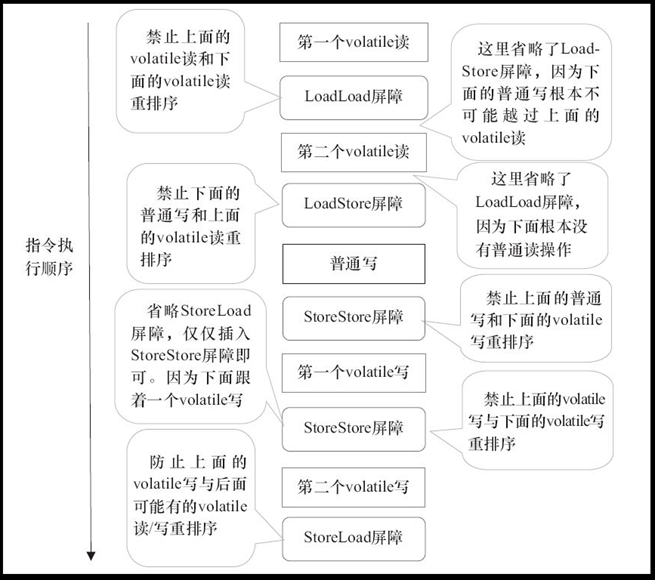 禁止上面的
volatile读和下
面的volatile读
重排序
第一个volatile读
LoadLoad屏障
这里省略了Load-
Store屏障，因为下
面的普通写根本不
可能越过上面的
volatile读
第二个volatile读
禁止下面的
普通写和上面
的volatile读重
排序
LoadStore屏障
这里省略了
LoadLoad屏障，
因为下面根本没
有普通读操作
指令执
行顺序
普通写
省略StoreLoad
屏障，仅仅插入
StoreStore屏障即
可。因为下面跟
着一个volatile写
StoreStore屏障
禁止上面的普通
写和下面的volatile
写重排序
第一个volatile写
StoreStore屏障
禁止上面的volatile
写与下面的volatile写
重排序
防止上面的
volatile写与后面
可能有的volatile
读/写重排序
第二个volatile写
StoreLoad屏障